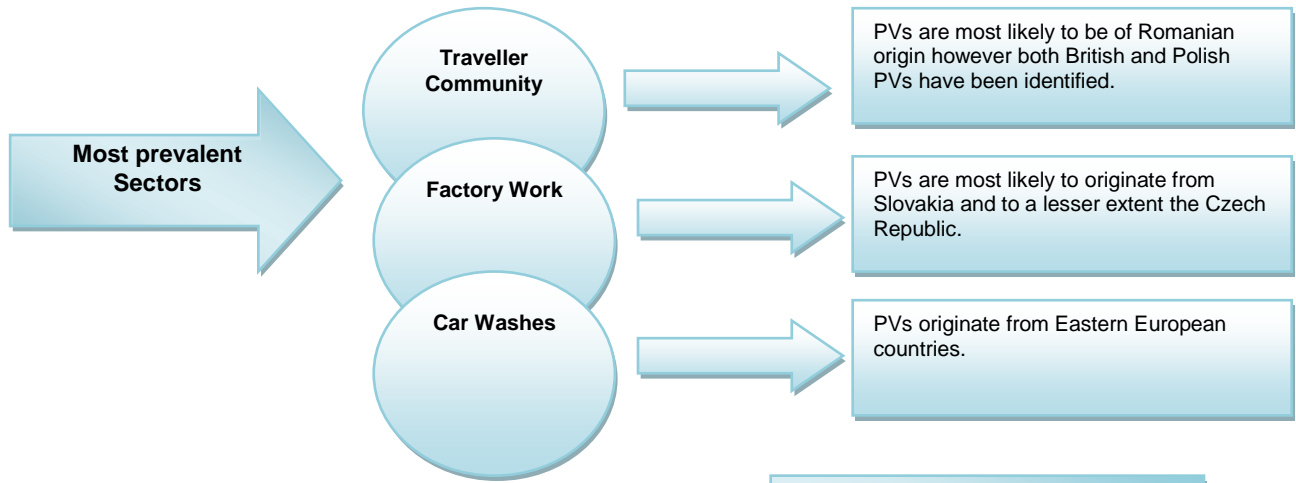 Most prevalent
Sectors
Traveller
Community
PVs are most likely to be of Romanian
origin however both British and Polish
PVs have been identified.
Factory Work
PVs are most likely to originate from
Slovakia and to a lesser extent the Czech
Republic.
Car Washes
PVs originate from Eastern European
countries.